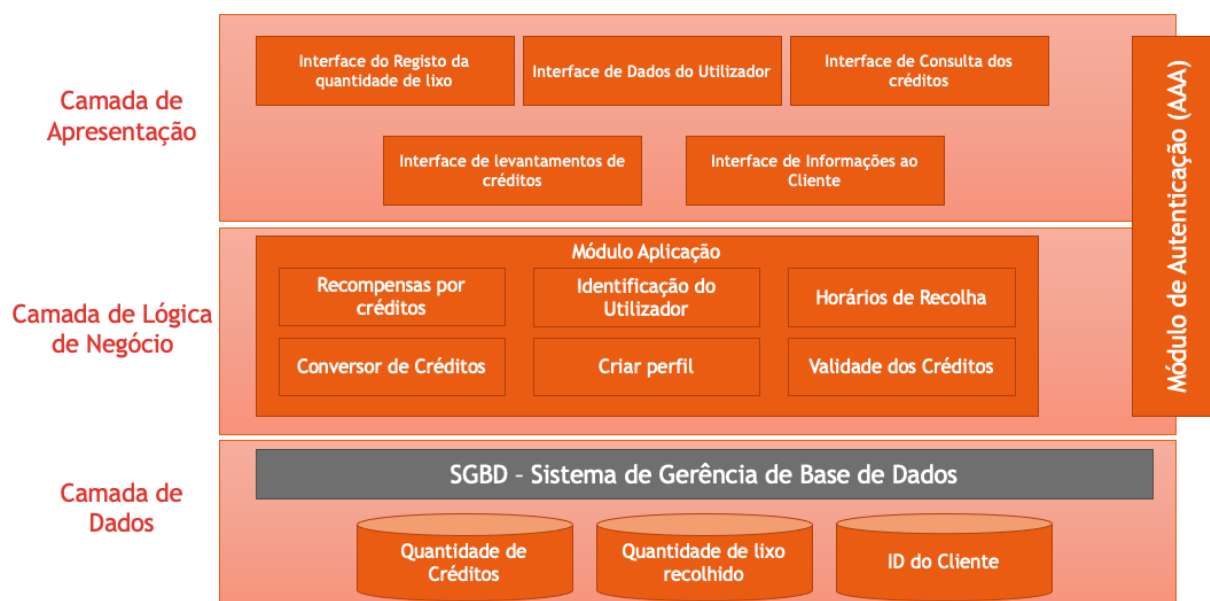 Camada de
Apresentação
Interface do Registo da
quantidade de lixo
Interface de Dados do Utilizador
Interface de Consulta dos
créditos
Interface de levantamentos de
créditos
Interface de Informações ao
Cliente
Módulo de Autenticação (AAA)
Camada de Lógica
de Negócio
Módulo Aplicação
Recompensas por
créditos
Identificação do
Utilizador
Horários de Recolha
Conversor de Créditos
Criar perfil
Validade dos Créditos
Camada de
Dados
SGBD – Sistema de Gerência de Base de Dados
Quantidade de
Créditos
Quantidade de lixo
recolhido
ID do Cliente